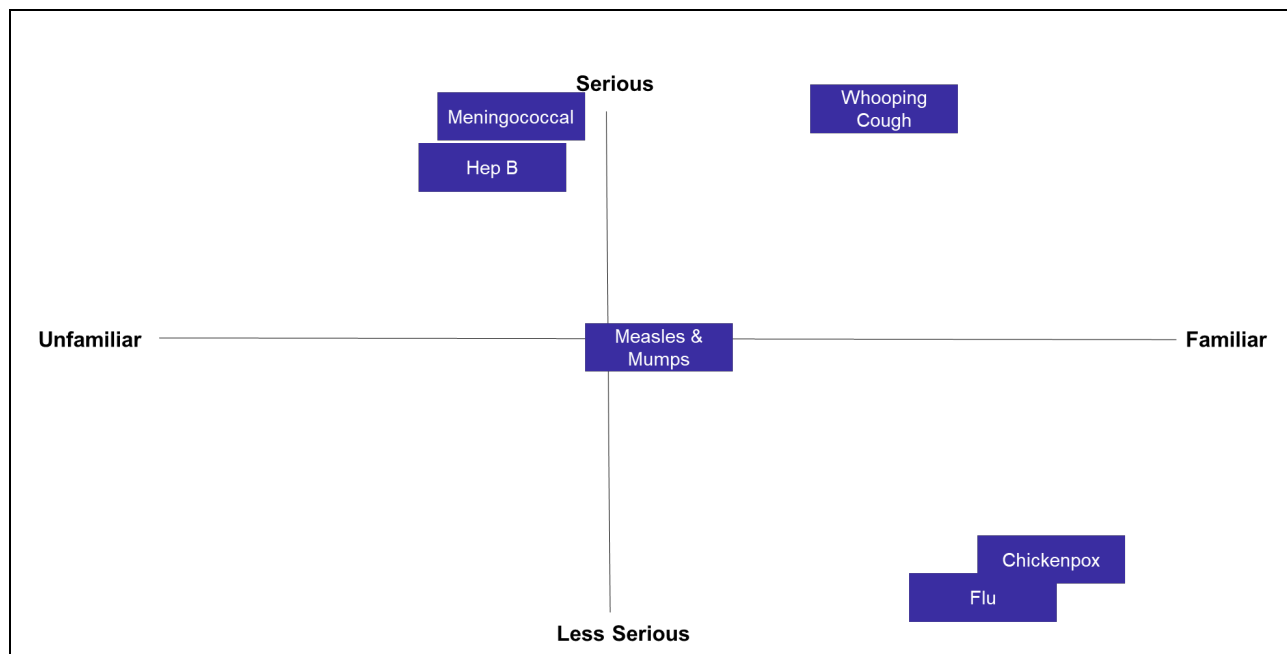 Serious
Meningococcal
Whooping
Cough
Hep B
Unfamiliar
Measles &
Mumps
Familiar
Chickenpox
Flu
Less Serious